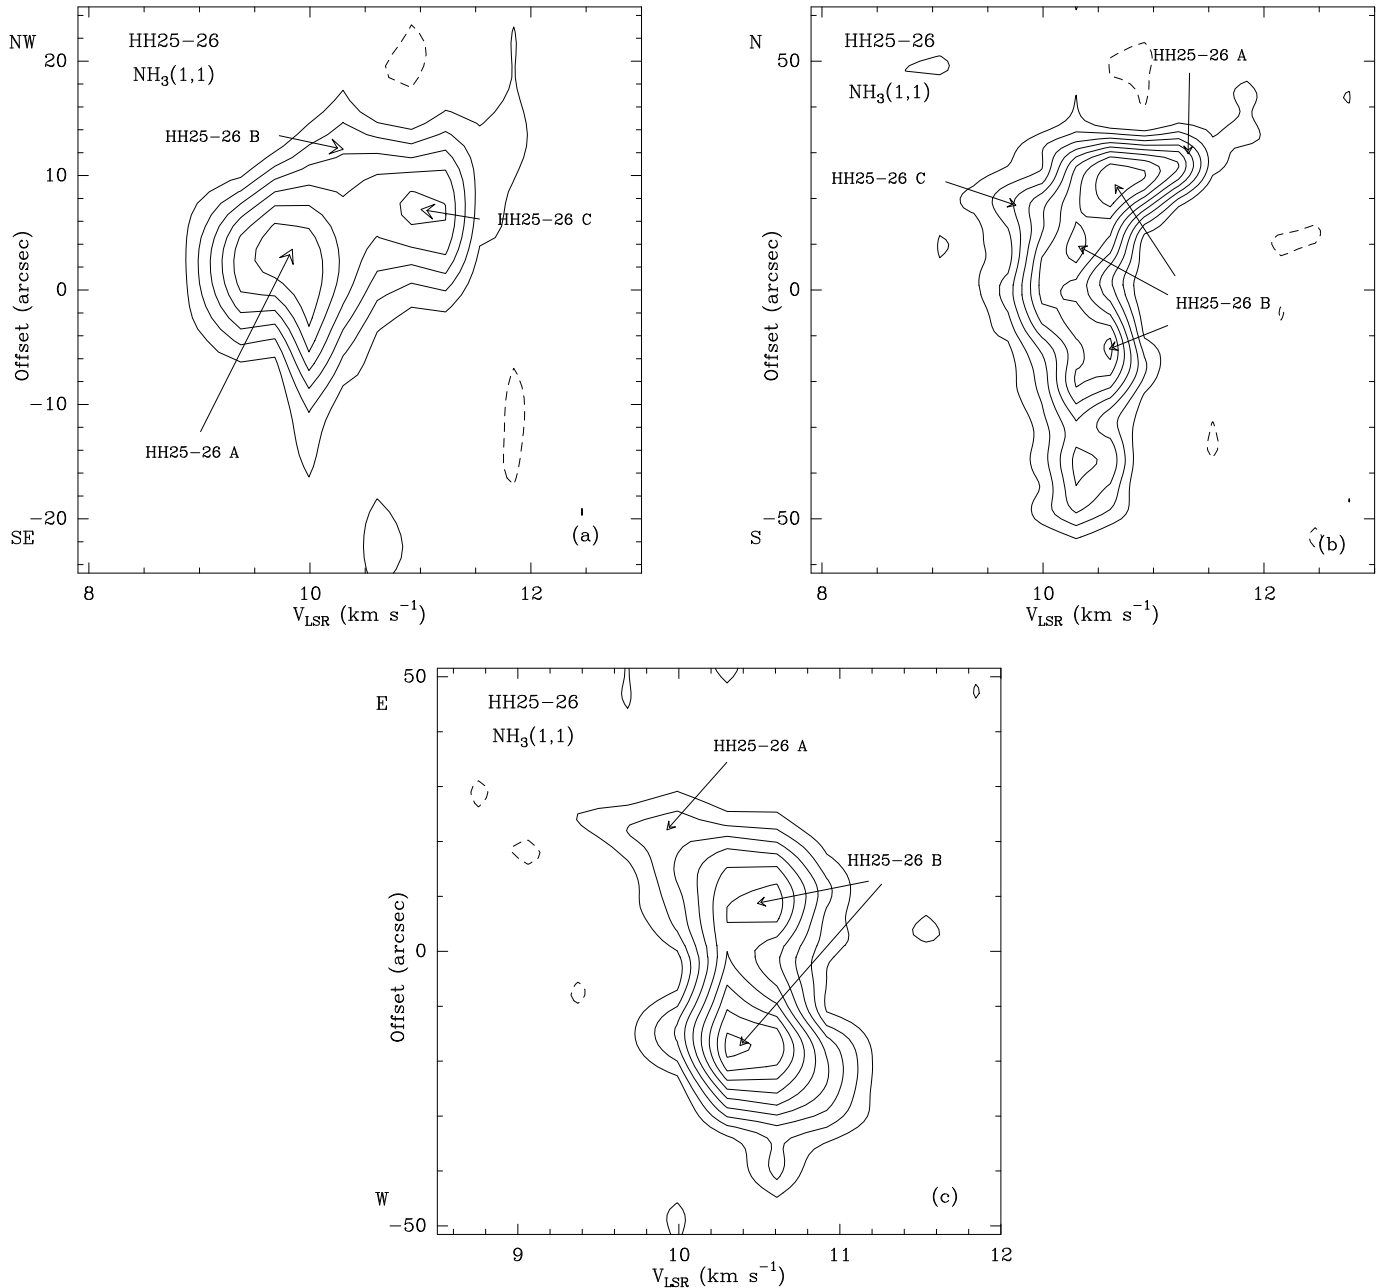 NW
HH25−26
NH3(1,1)
HH25−26 B
HH25−26 C
HH25−26 A
20
10
0
−10
−20
SE
Offset (arcsec)
(a)
8
10
12
VLSR (km s−1)
N
HH25−26
NH3(1,1)
HH25−26 A
HH25−26 C
HH25−26 B
50
0
−50
S
Offset (arcsec)
(b)
8
10
12
VLSR (km s−1)
E
HH25−26
NH3(1,1)
HH25−26 A
HH25−26 B
50
0
−50
W
Offset (arcsec)
(c)
9
10
11
12
VLSR (km s−1)